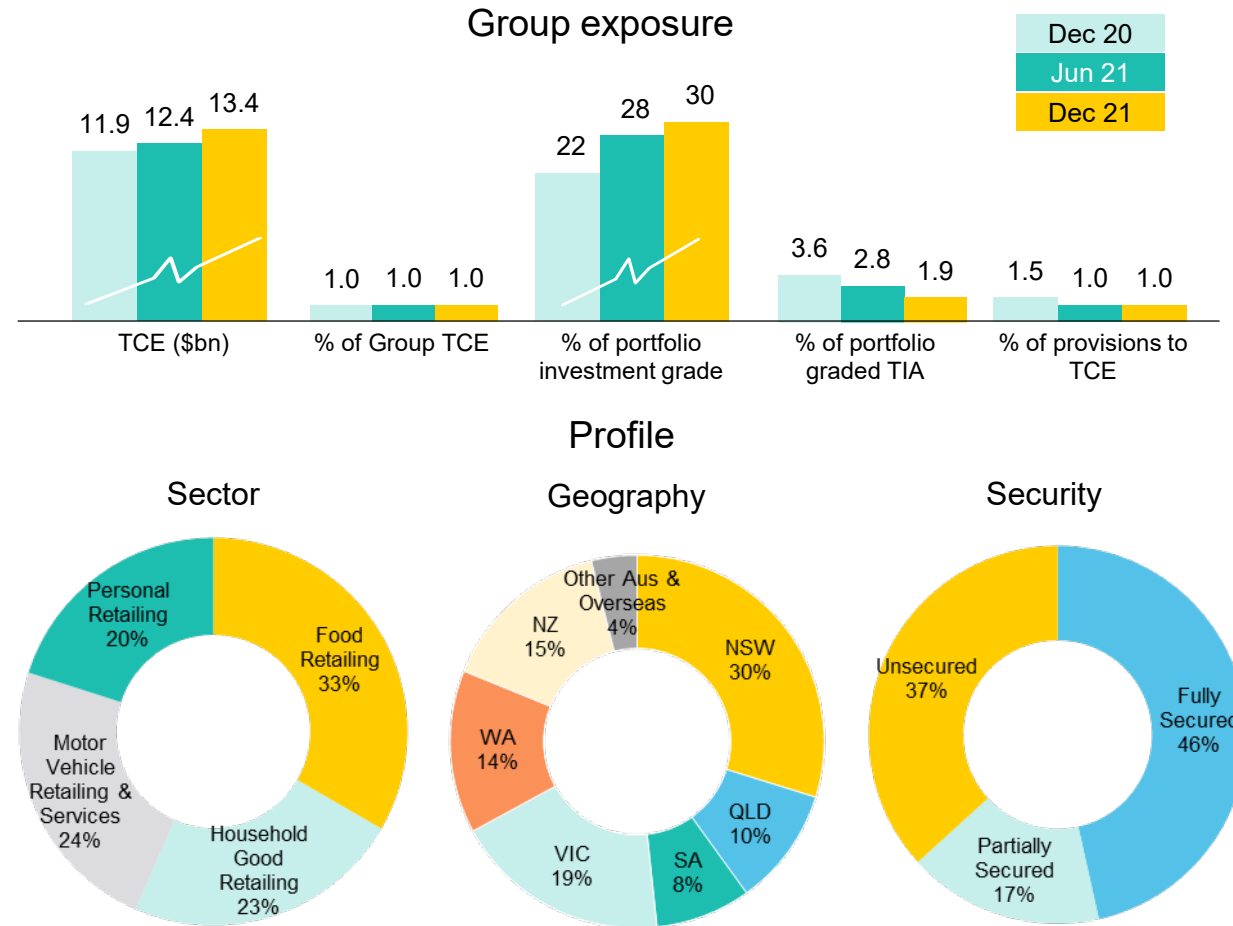 Group exposure
Dec 20
Jun 21
Dec 21
11.9
12.4
13.4
1.0
1.0
1.0
22
28
30
3.6
2.8
1.9
1.5
1.0
1.0
TCE ($bn)
% of Group TCE
% of portfolio
investment grade
% of portfolio
graded TIA
% of provisions to
TCE
Profile
Sector
Personal
Retailing
20%
Food
Retailing
33%
Motor
Vehicle
Retailing &
Services
24%
Household
Good
Retailing
23%
Geography
Other Aus &
Overseas
4%
NZ
15%
NSW
30%
WA
14%
QLD
10%
VIC
19%
SA
8%
Security
Unsecured
37%
Fully
Secured
46%
Partially
Secured
17%